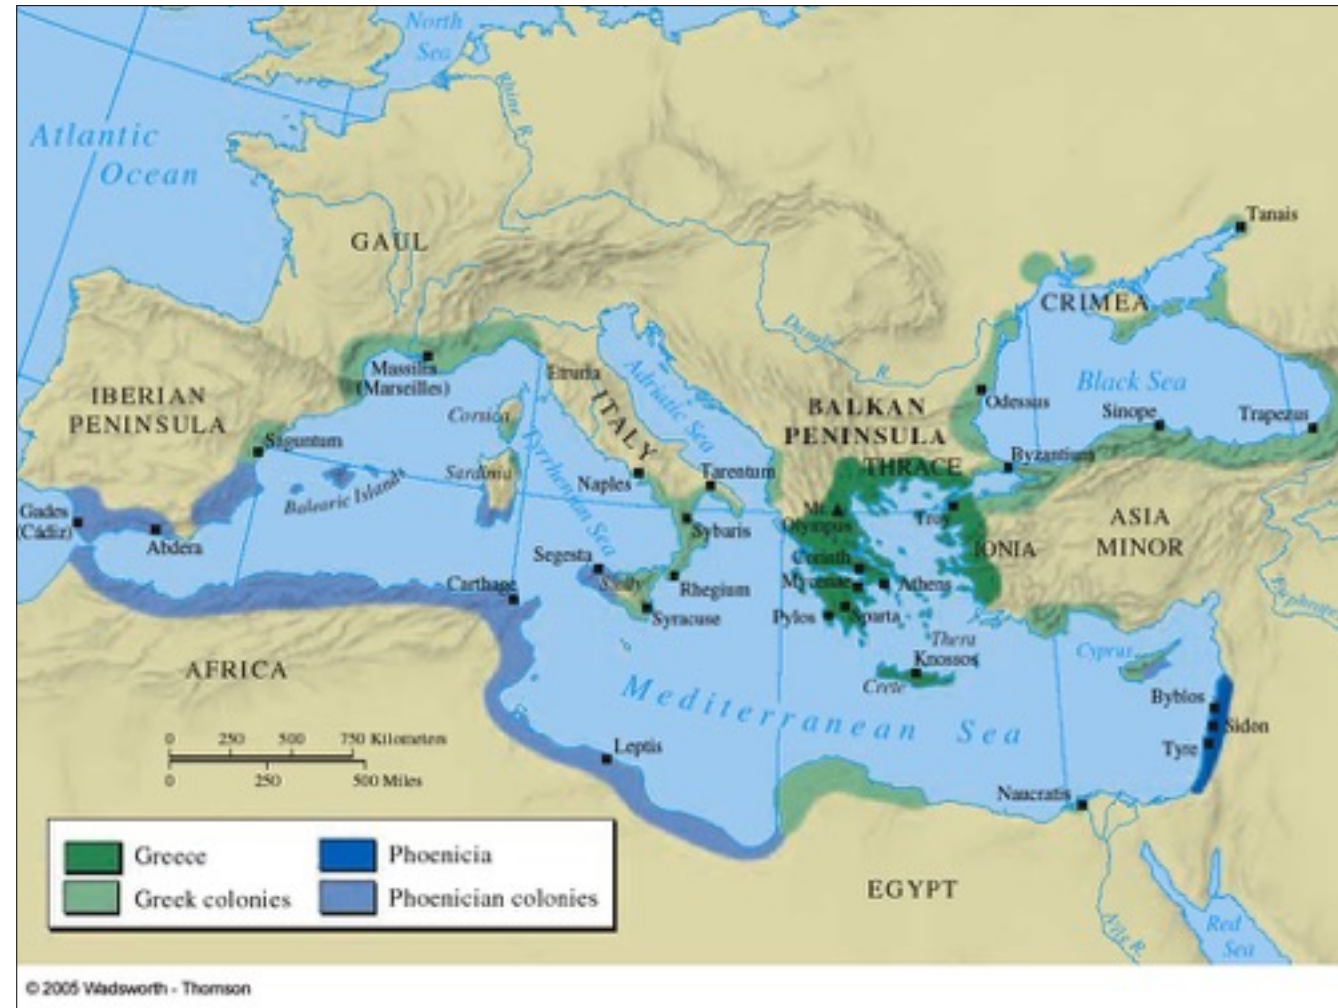 North
Sea
Rhine R.
Atlantic
Ocean
GAUL
Tanais
CRIMEA
Danube
R.
Black Sea
Massilia
(Marseilles)
Etruria
Adriatic Sea
ITALY
IBERIAN
PENINSULA
Corsica
BALKAN
PENINSULA
Odessus
Sinope
Trapezus
Saguntum
Sardinia
Tyrrhenian Sea
Byzantium
THRACE
Balearic Islands
Naples
Tarentum
Gades
(Cádiz)
Abdera
Sybaris
Mt.
Olympus
Troy
IONIA
ASIA
MINOR
Segesta
Sicily
Rhegium
Syracuse
Carthage
Corinth
Mycenae
Athens
Pylos
Sparta
Thera
Knossos
Crete
Cyprus
Euphrates
AFRICA
Mediterranean Sea
Byblos
Sidon
Tyre
0 250 500 750 Kilometers
0 250 500 Miles
Leptis
Naucratis
EGYPT
Nile R.
Red
Sea
Greece
Phoenicia
Greek colonies
Phoenician colonies
© 2005 Wadsworth - Thomson